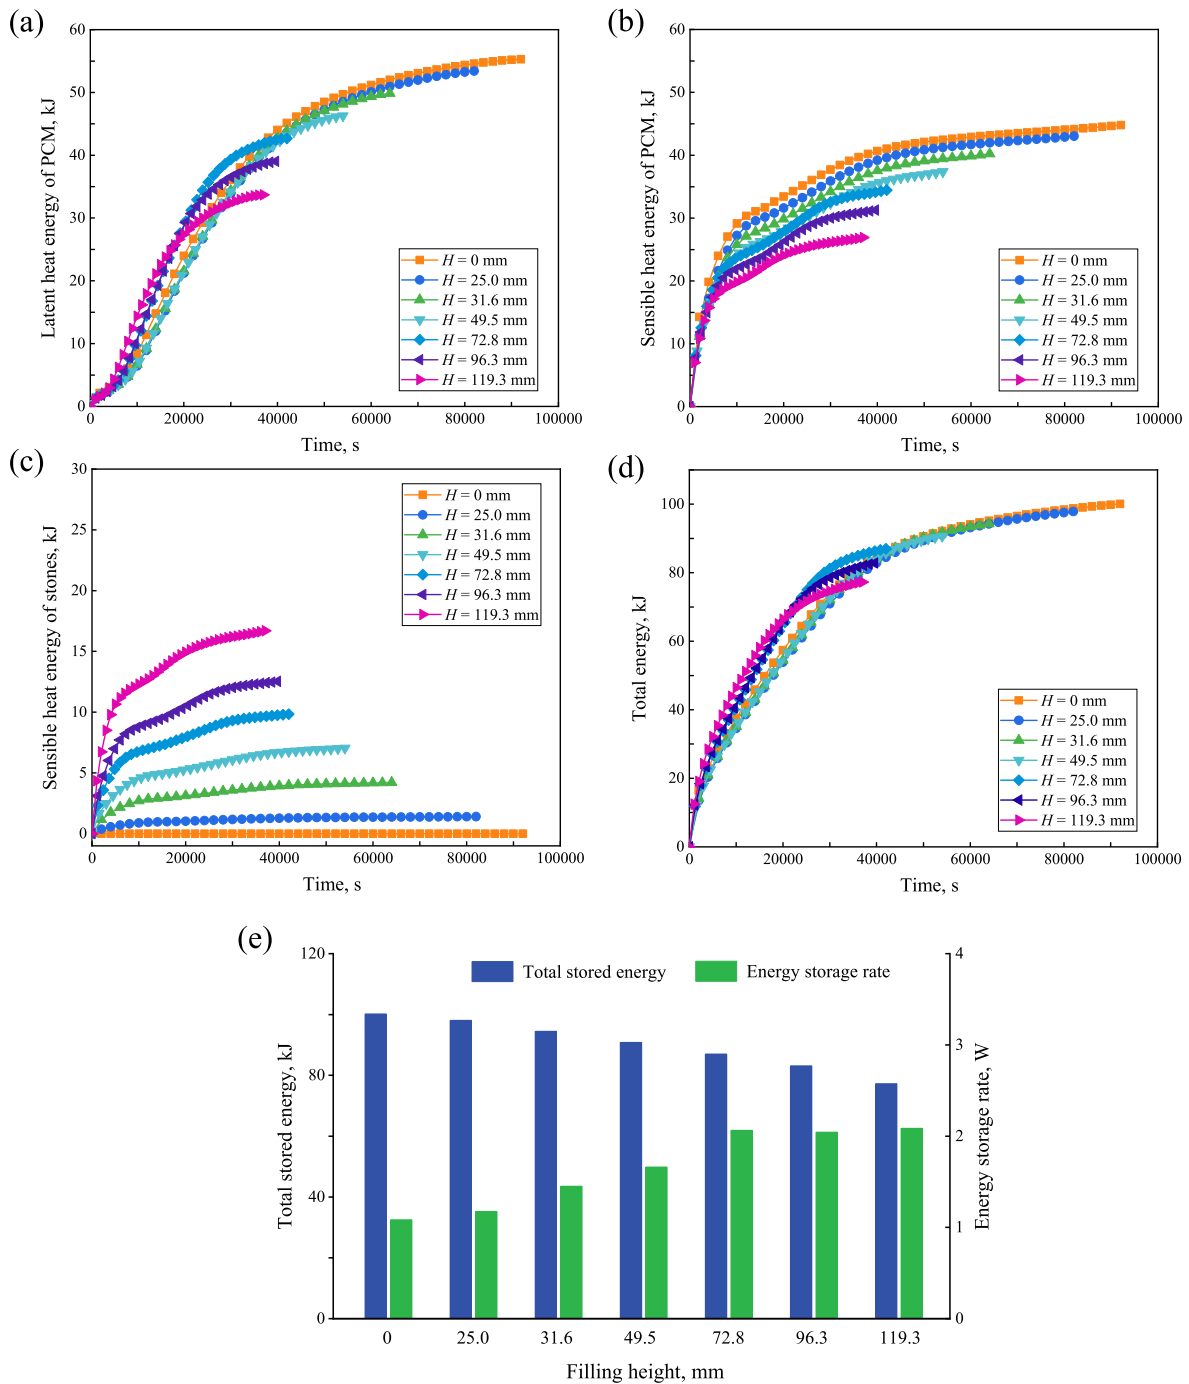 (a)
60
50
40
30
20
10
0
Latent heat energy of PCM, kJ
H = 0 mm
H = 25.0 mm
H = 31.6 mm
H = 49.5 mm
H = 72.8 mm
H = 96.3 mm
H = 119.3 mm
0 20000 40000 60000 80000 100000
Time, s
(b)
60
50
40
30
20
10
0
Sensible heat energy of PCM, kJ
H = 0 mm
H = 25.0 mm
H = 31.6 mm
H = 49.5 mm
H = 72.8 mm
H = 96.3 mm
H = 119.3 mm
0 20000 40000 60000 80000 100000
Time, s
(c)
30
25
20
15
10
5
0
Sensible heat energy of stones, kJ
H = 0 mm
H = 25.0 mm
H = 31.6 mm
H = 49.5 mm
H = 72.8 mm
H = 96.3 mm
H = 119.3 mm
0 20000 40000 60000 80000 100000
Time, s
(d)
100
80
60
40
20
0
Total energy, kJ
H = 0 mm
H = 25.0 mm
H = 31.6 mm
H = 49.5 mm
H = 72.8 mm
H = 96.3 mm
H = 119.3 mm
0 20000 40000 60000 80000 100000
Time, s
(e)
120
80
40
0
Total stored energy, kJ
Total stored energy
Energy storage rate
4
3
2
1
0
Energy storage rate, W
0 25.0 31.6 49.5 72.8 96.3 119.3
Filling height, mm